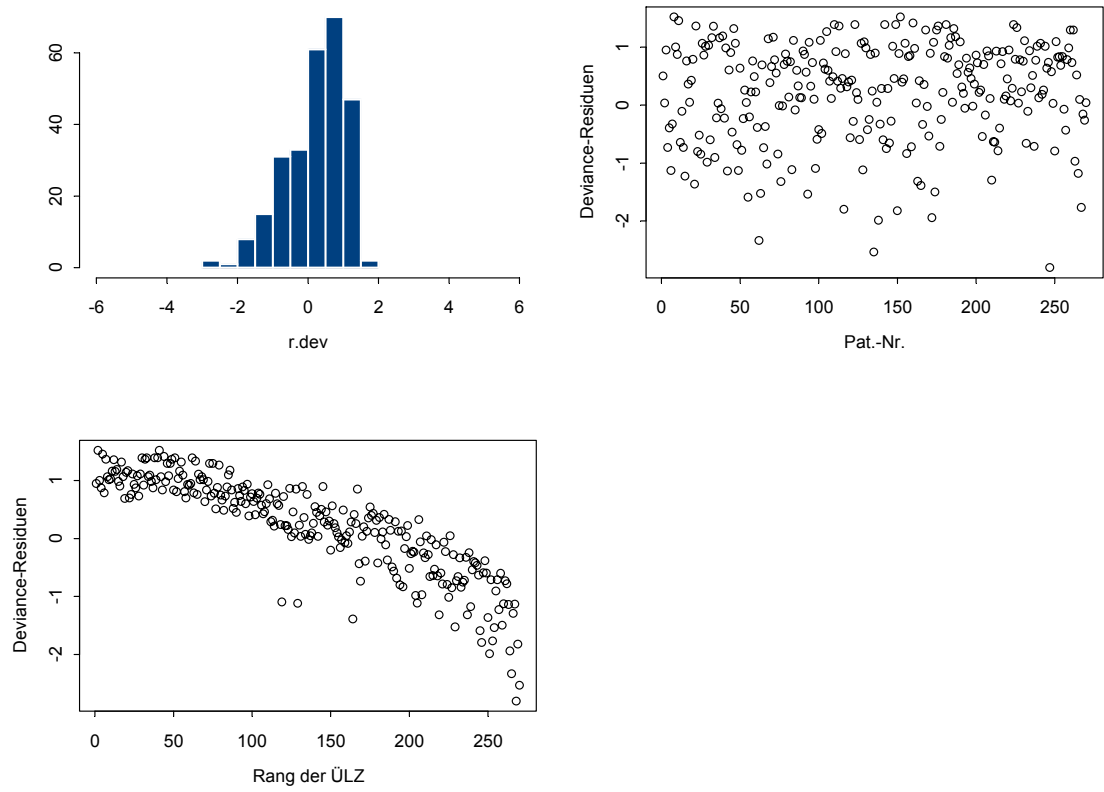 0 20 40 60
-6 -4 -2 0 2 4 6
r.dev
Deviance-Residuen
-2 -1 0 1
0 50 100 150 200 250
Pat.-Nr.
Deviance-Residuen
-2 -1 0 1
0 50 100 150 200 250
Rang der ÜLZ